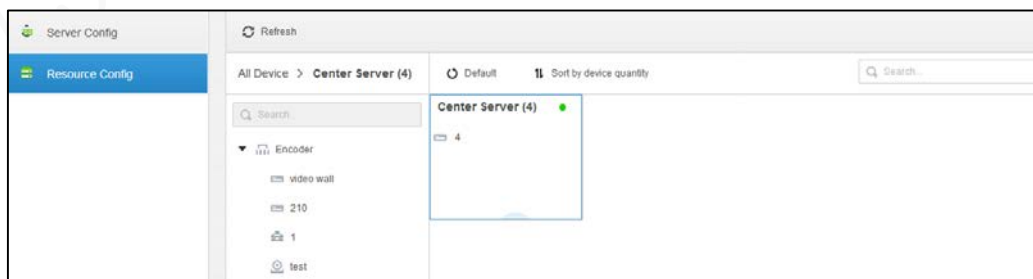 Server Config
Refresh
Resource Config
All Device > Center Server (4)
Default
Sort by device quantity
Search...
Search...
Center Server (4)
4
Encoder
video wall
210
1
test